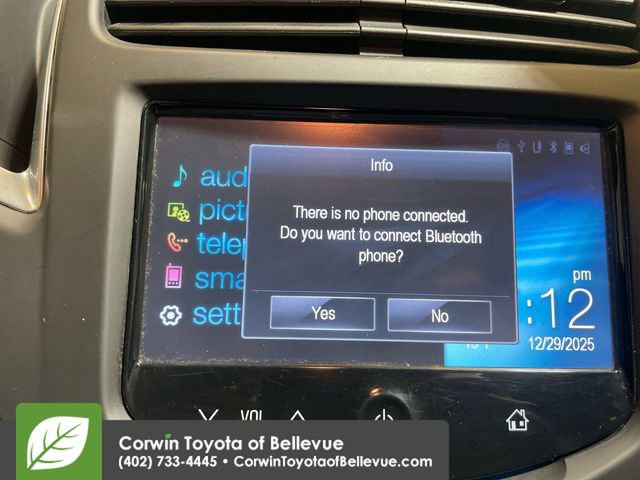 Info
There is no phone connected.
Do you want to connect Bluetooth
phone?
Yes
No
aud
pict
telep
sma
sett
pm
:12
12/29/2025
VOL
Corwin Toyota of Bellevue
(402) 733-4445 • CorwinToyotaofBellevue.com